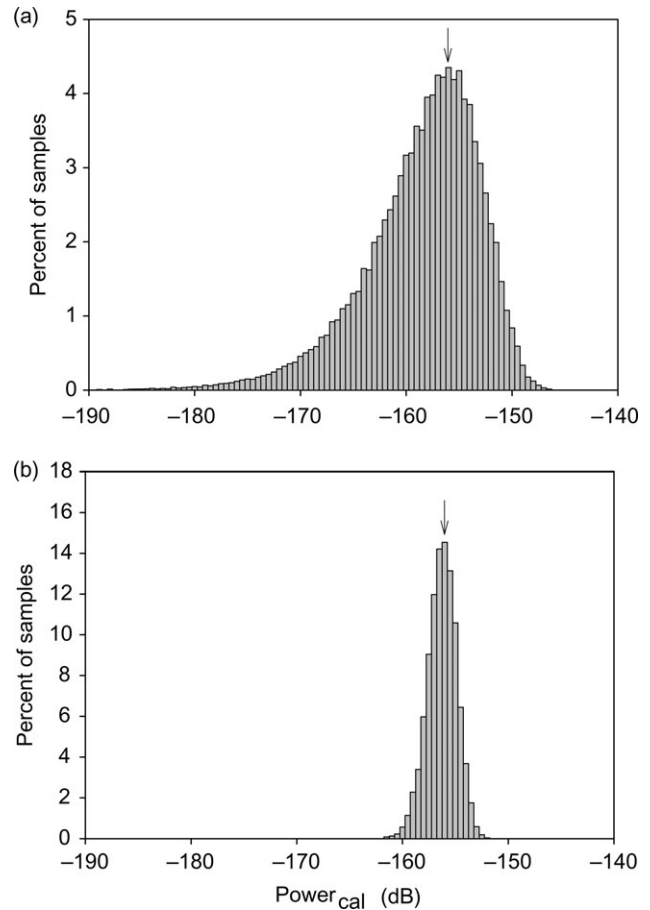 (a)
5
4
3
2
1
0
Percent of samples
–190 –180 –170 –160 –150 –140
(b)
18
16
14
12
10
8
6
4
2
0
Percent of samples
–190 –180 –170 –160 –150 –140
Powercal (dB)